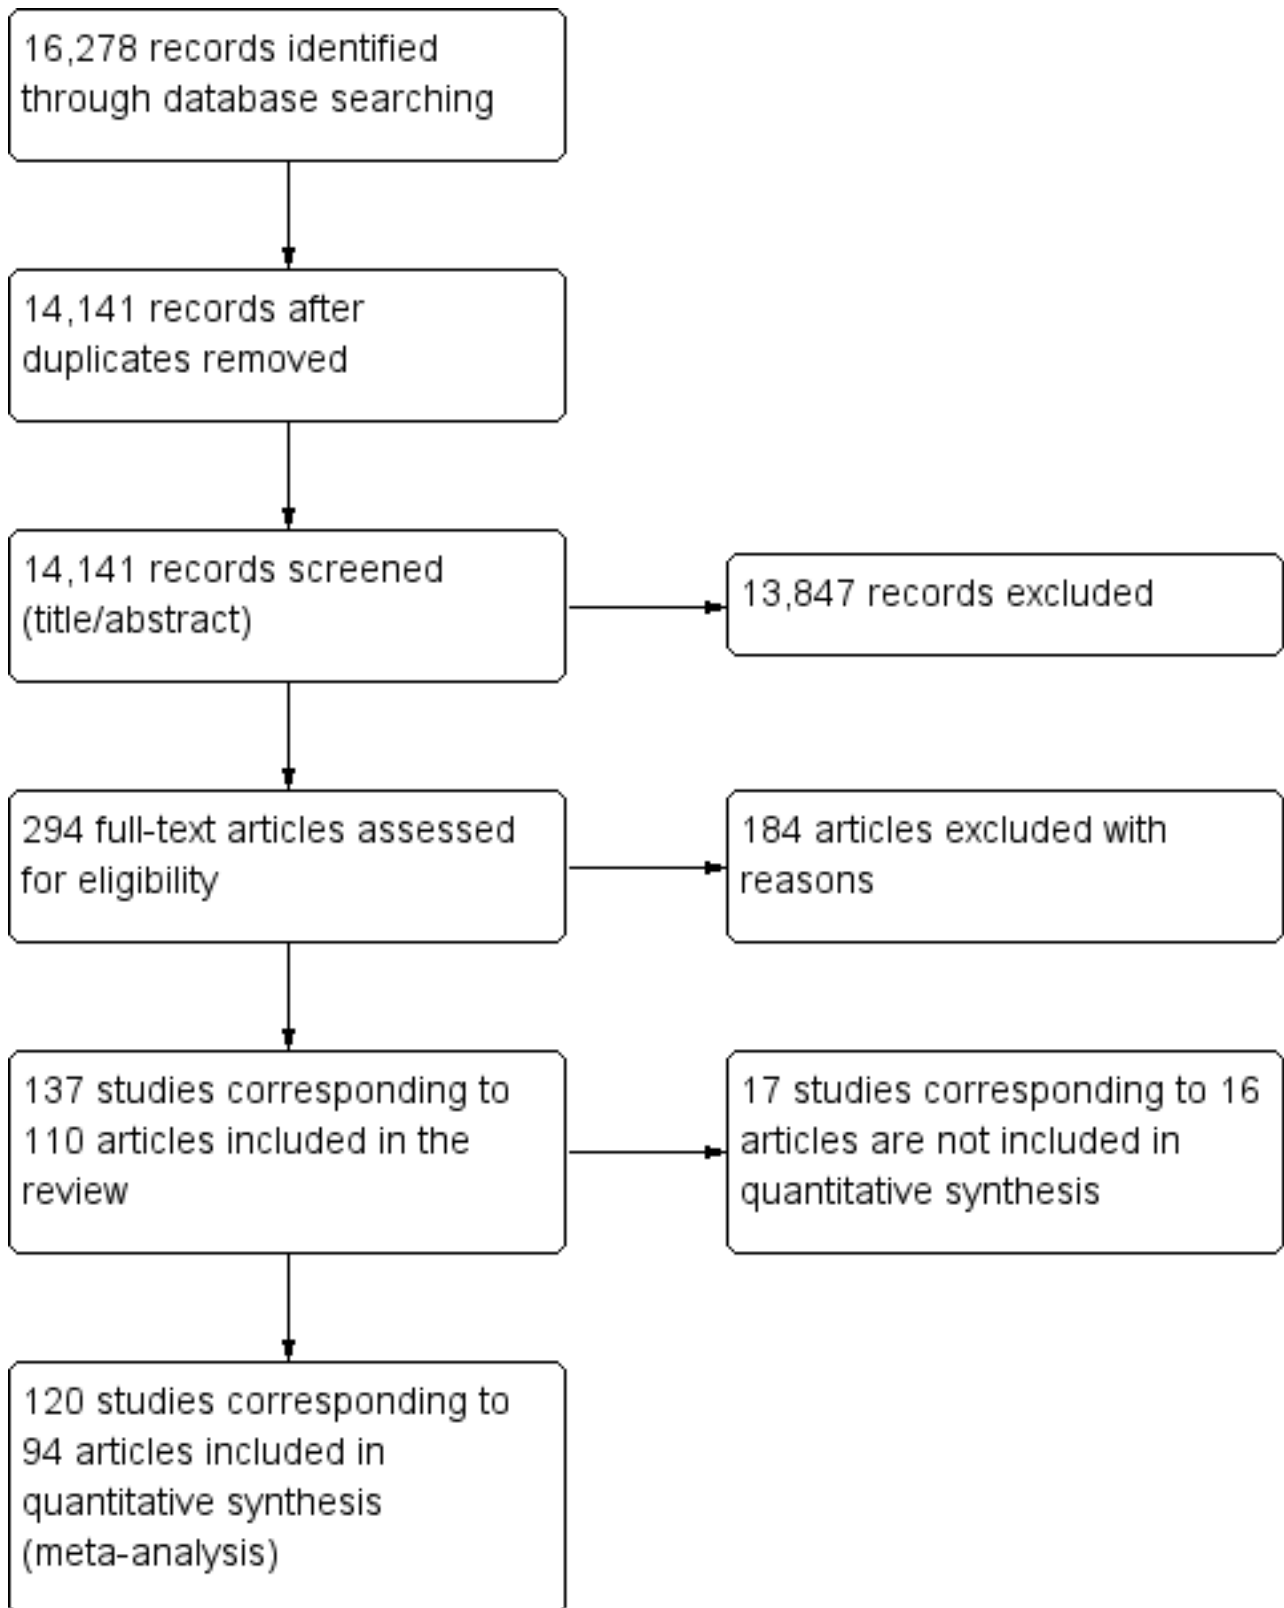 16,278 records identified
through database searching
14,141 records after
duplicates removed
14,141 records screened
(title/abstract)
13,847 records excluded
294 full-text articles assessed
for eligibility
184 articles excluded with
reasons
137 studies corresponding to
110 articles included in the
review
17 studies corresponding to 16
articles are not included in
quantitative synthesis
120 studies corresponding to
94 articles included in
quantitative synthesis
(meta-analysis)